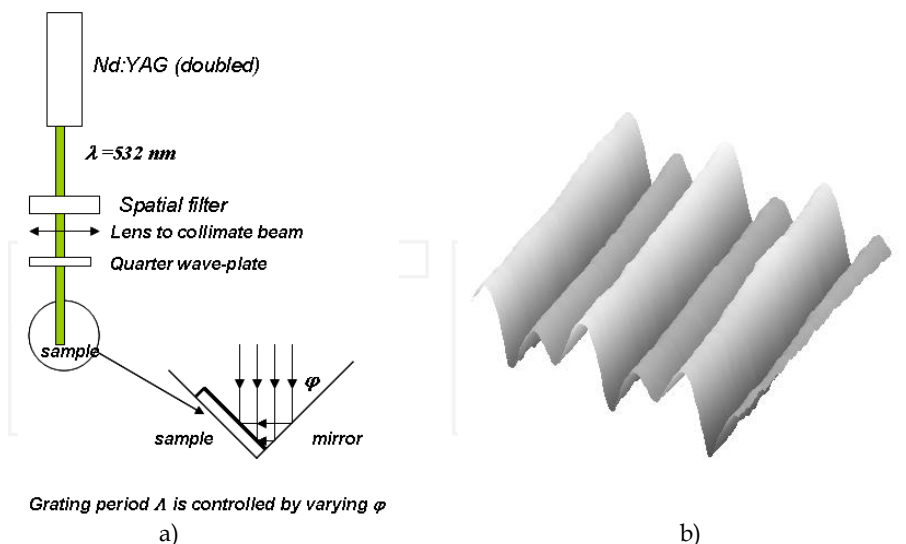 Nd:YAG (doubled)
λ =532 nm
Spatial filter
Lens to collimate beam
Quarter wave-plate
sample
φ
sample
mirror
Grating period Λ is controlled by varying φ
a)
b)